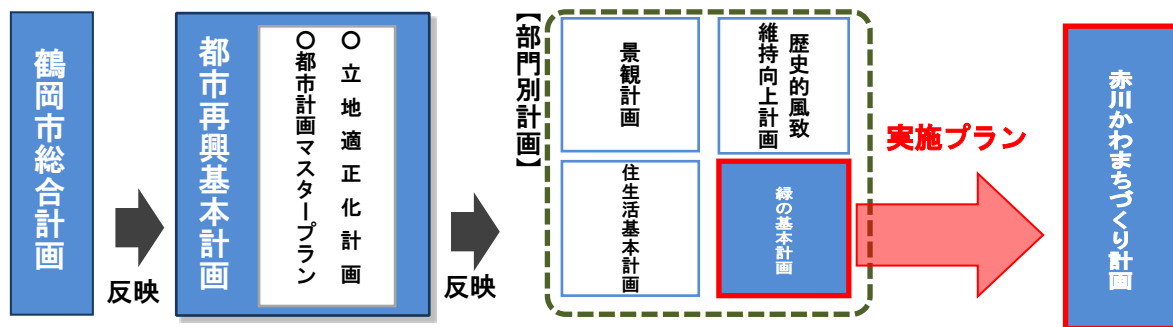 鶴岡市総合計画
反映
都市再興基本計画
○立地適正化計画
○都市計画マスタープラン
反映
【部門別計画】
景観計画
歴史的風致
維持向上計画
住生活基本計画
緑の基本計画
実施プラン
赤川かわまちづくり計画